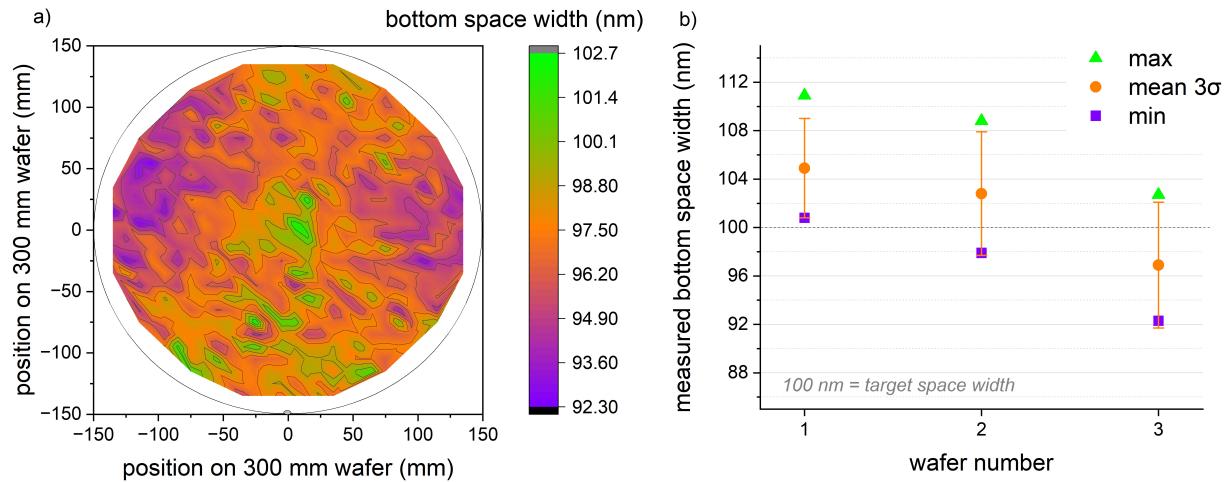 a)
bottom space width (nm)
150
100
50
0
−50
−100
−150
position on 300 mm wafer (mm)
−150 −100 −50 0 50 100 150
position on 300 mm wafer (mm)
102.7
101.4
100.1
98.80
97.50
96.20
94.90
93.60
92.30
b)
measured bottom space width (nm)
112
108
104
100
96
92
88
max
mean 3σ
min
100 nm = target space width
1 2 3
wafer number